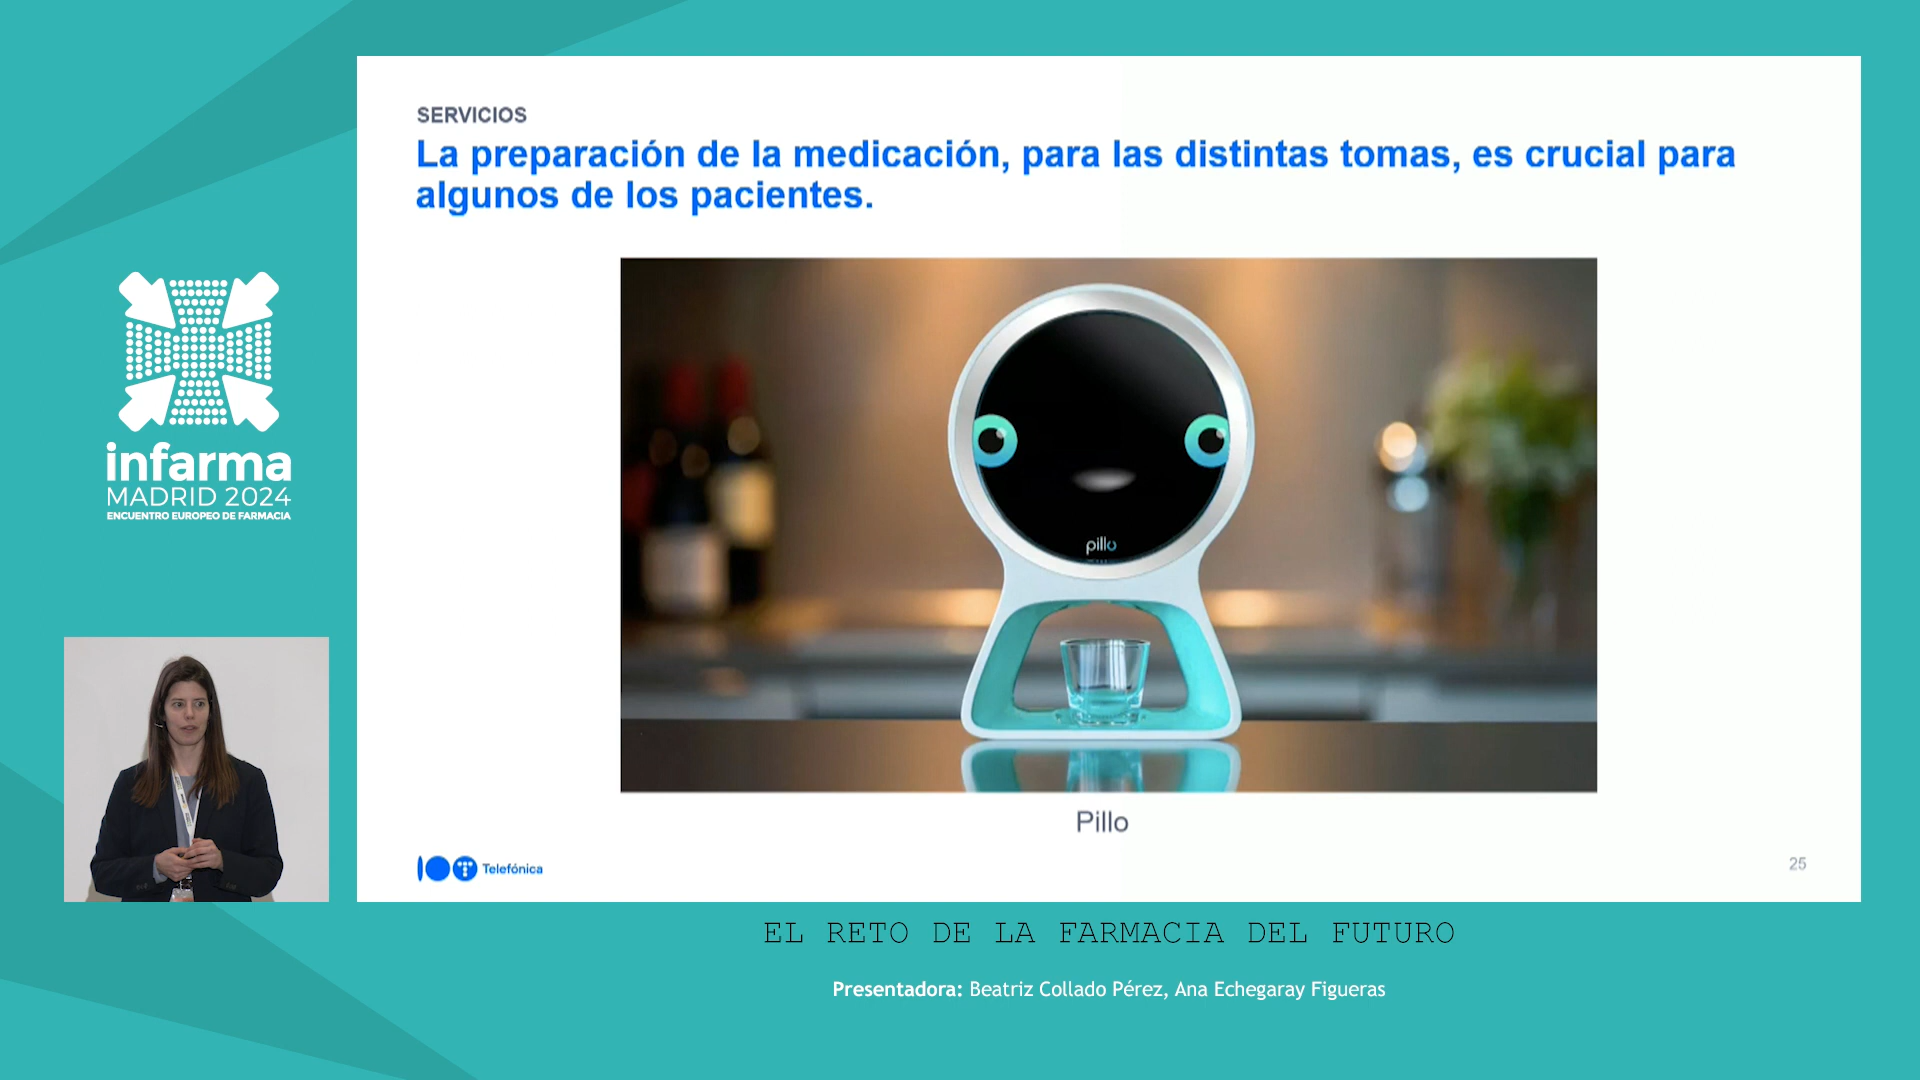 SERVICIOS
La preparación de la medicación, para las distintas tomas, es crucial para
algunos de los pacientes.
infarma
MADRID 2024
ENCUENTRO EUROPEO DE FARMACIA
pillo
Pillo
Telefónica
25
EL RETO DE LA FARMACIA DEL FUTURO
Presentadora: Beatriz Collado Pérez, Ana Echegaray Figueras